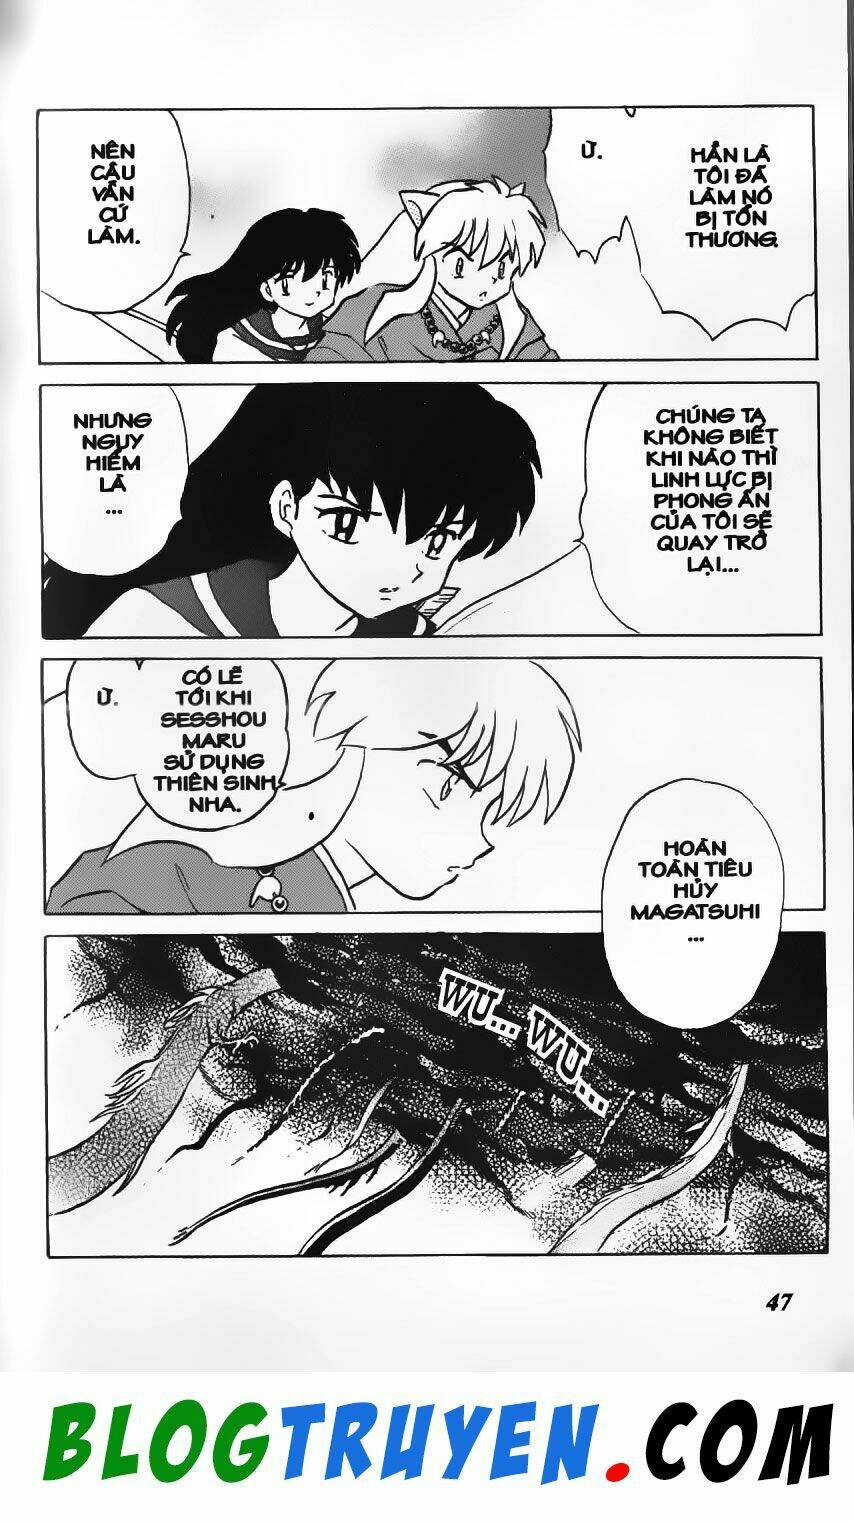 HẲN LÀ
TÔI ĐÃ
LÀM NÓ
BỊ TỔN
THƯƠNG.
Ừ.
NÊN
CẬU
VẪN
CỨ
LÀM.
CHÚNG TA
KHÔNG BIẾT
KHI NÀO THÌ
LINH LỰC BỊ
PHONG ẤN
CỦA TÔI SẼ
QUAY TRỞ
LẠI...
NHƯNG
NGUY
HIỂM
LÀ
...
CÓ LẼ
TỚI KHI
SESSHOU
MARU
SỬ DỤNG
THIÊN SINH
NHA.
Ừ.
HOÀN
TOÀN TIÊU
HỦY
MAGATSUHI
...
WU... WU...
47
BLOGTRUYEN.COM